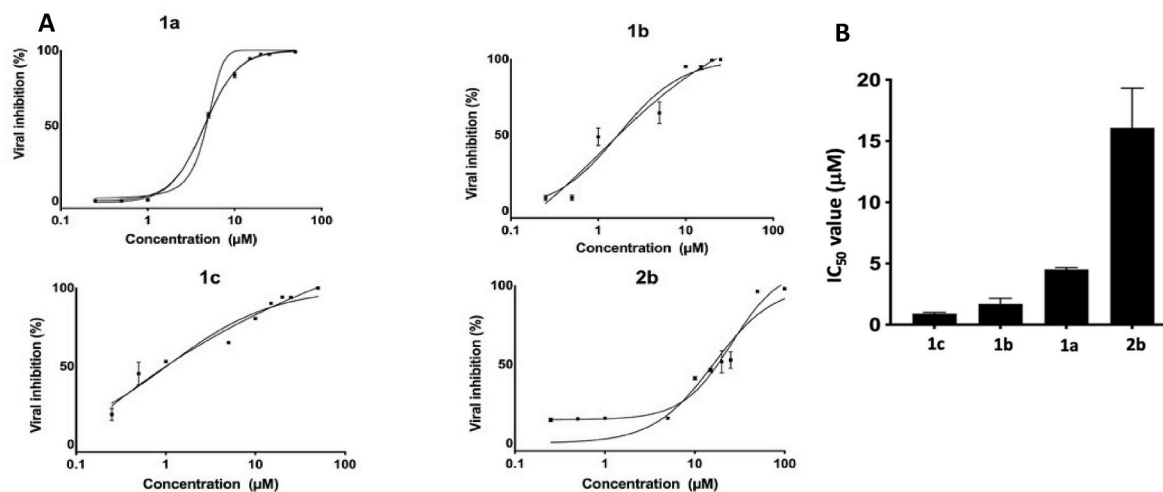 A
1a
Viral inhibition (%)
100
50
0
0.1 1 10 100
Concentration (µM)
1b
Viral inhibition (%)
100
50
0
0.1 1 10 100
Concentration (µM)
1c
Viral inhibition (%)
100
50
0
0.1 1 10 100
Concentration (µM)
2b
Viral inhibition (%)
100
50
0
0.1 1 10 100
Concentration (µM)
B
IC50 value (µM)
20
15
10
5
0
1c 1b 1a 2b